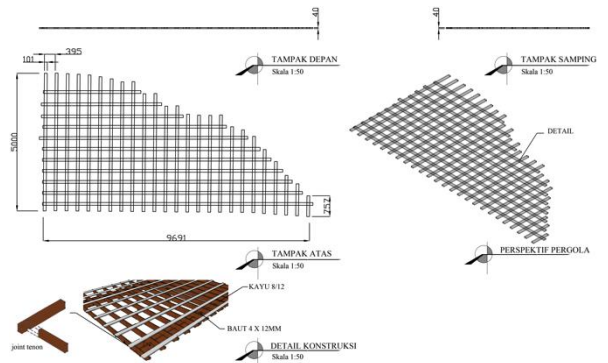 40
TAMPAK DEPAN
Skala 1:50
40
TAMPAK SAMPING
Skala 1:50
395
101
5000
757
9691
TAMPAK ATAS
Skala 1:50
DETAIL
PERSPEKTIF PERGOLA
KAYU 8/12
BAUT 4 X 12MM
joint tenon
DETAIL KONSTRUKSI
Skala 1:50